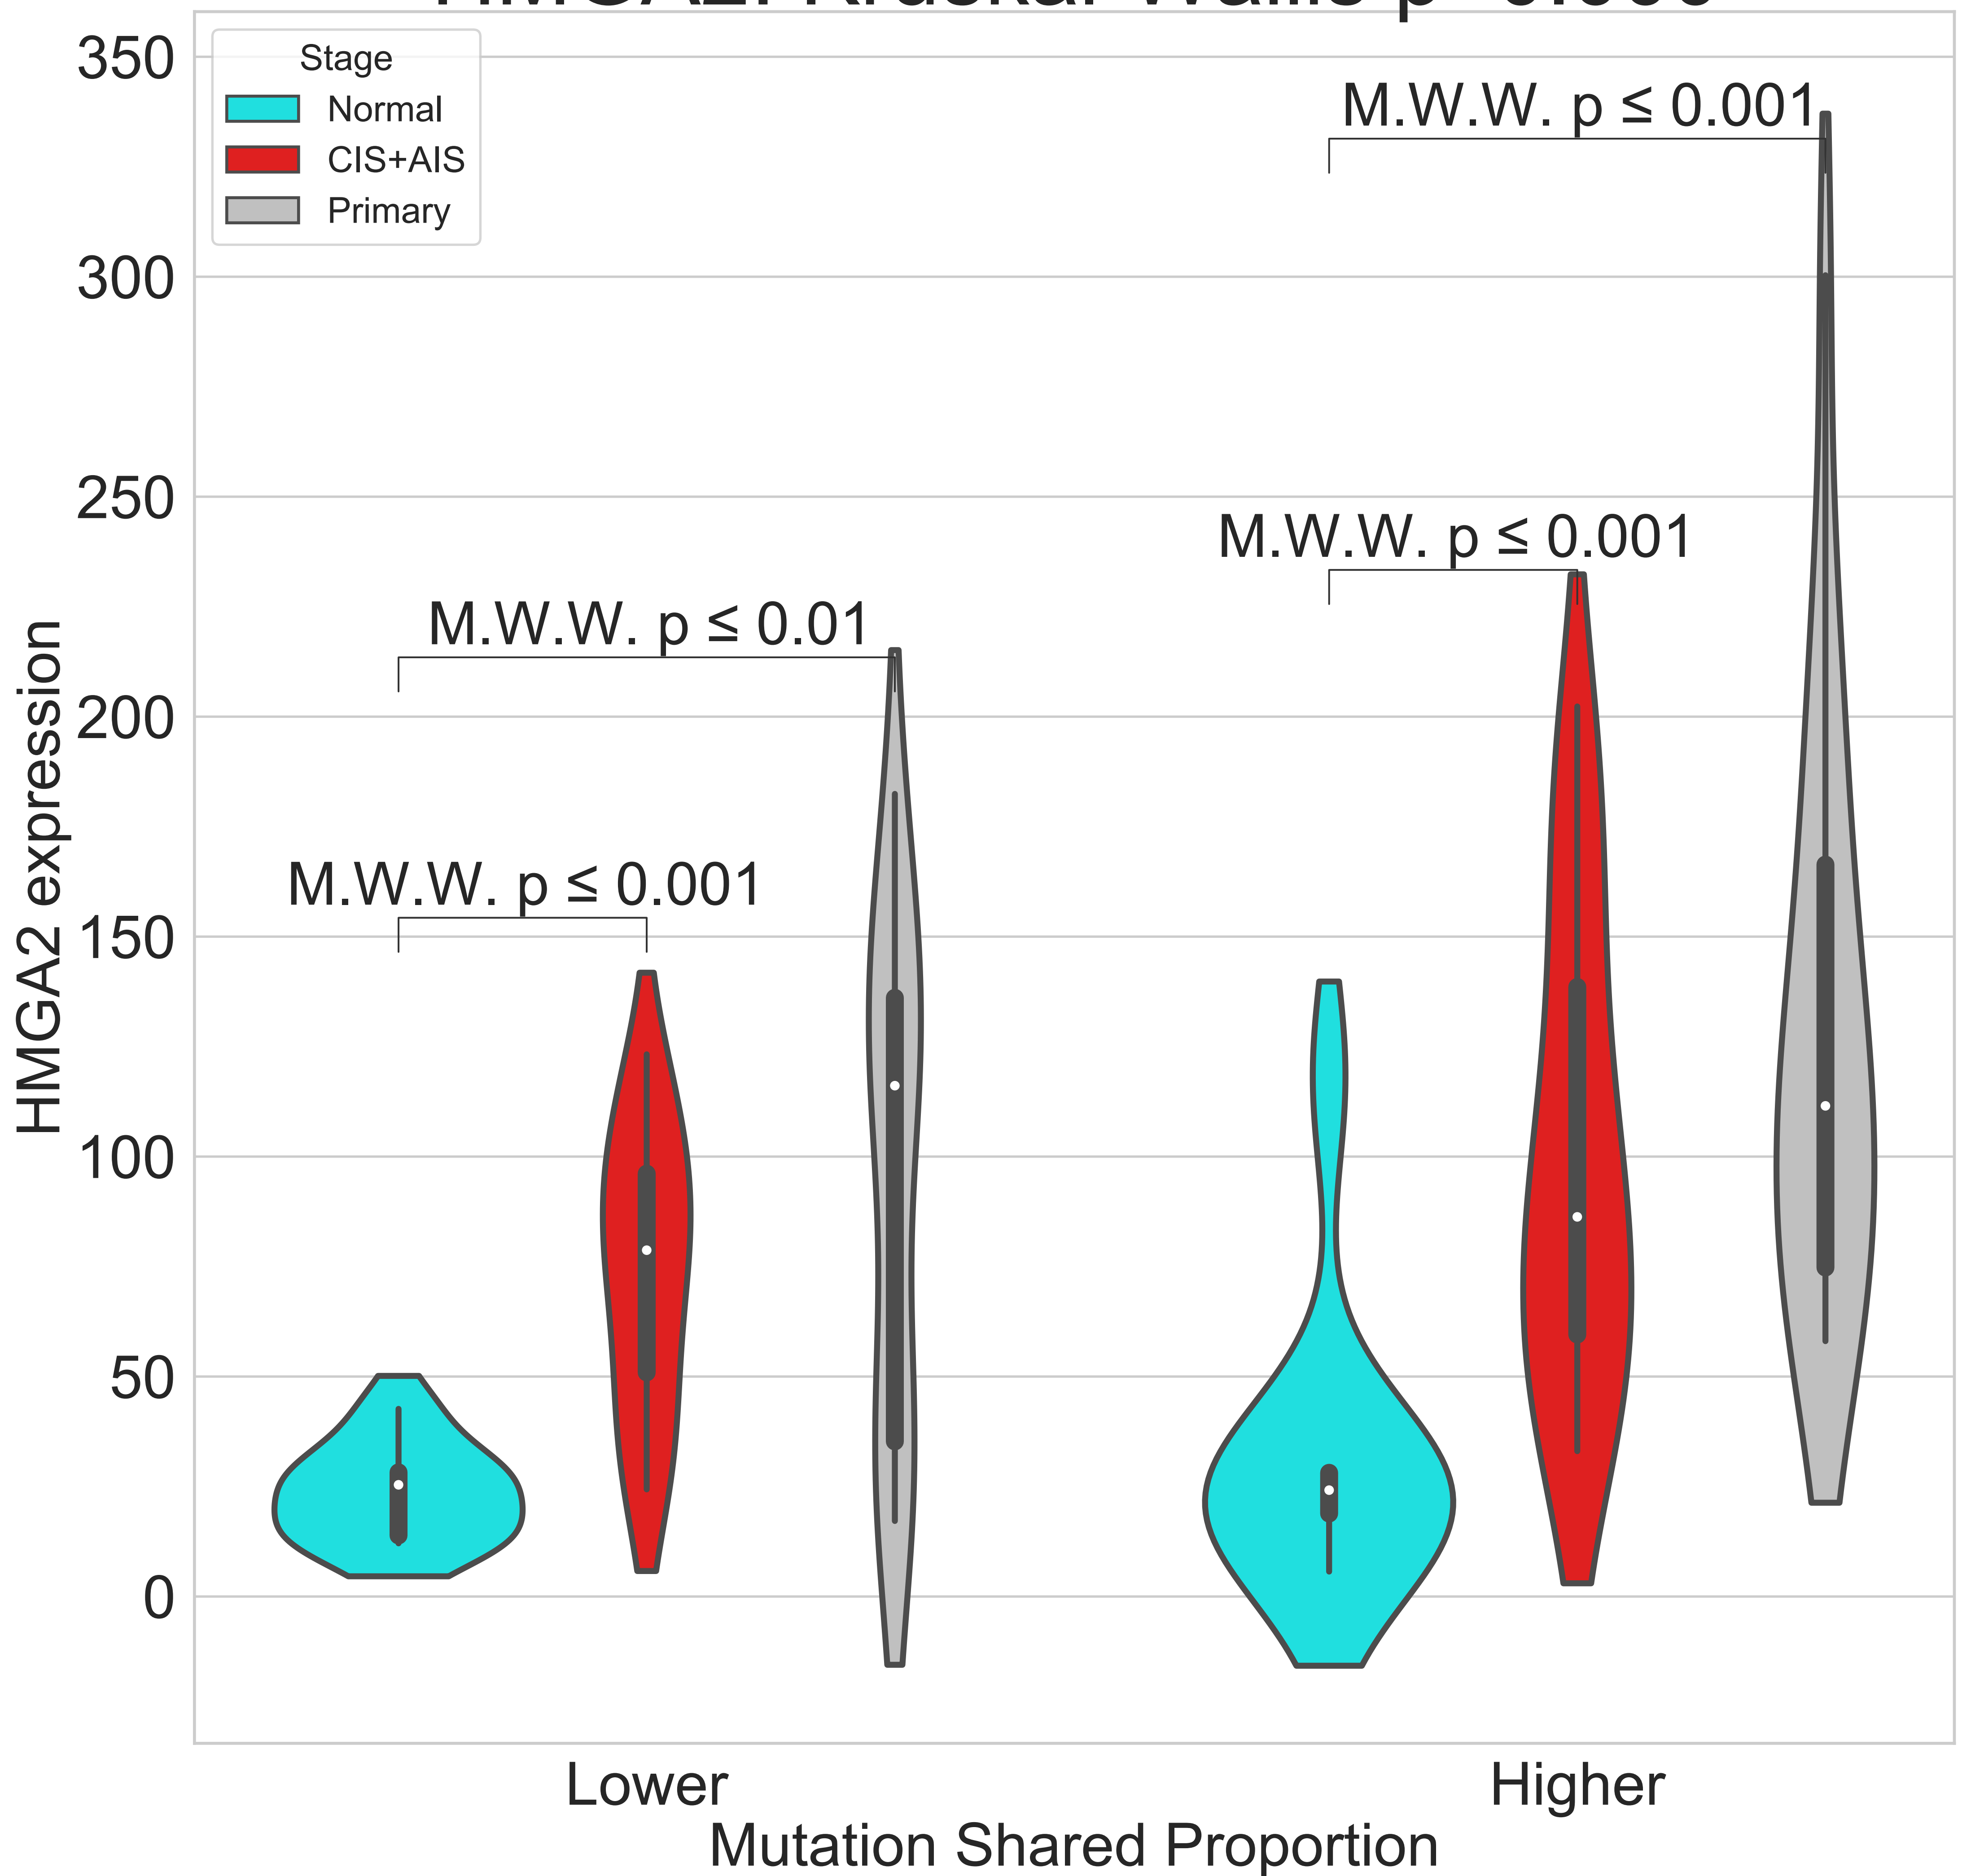 350
300
250
200
150
100
50
0
HMGA2 expression
Stage
Normal
CIS+AIS
Primary
M.W.W. p ≤ 0.001
M.W.W. p ≤ 0.001
M.W.W. p ≤ 0.01
M.W.W. p ≤ 0.001
Lower
Higher
Mutation Shared Proportion